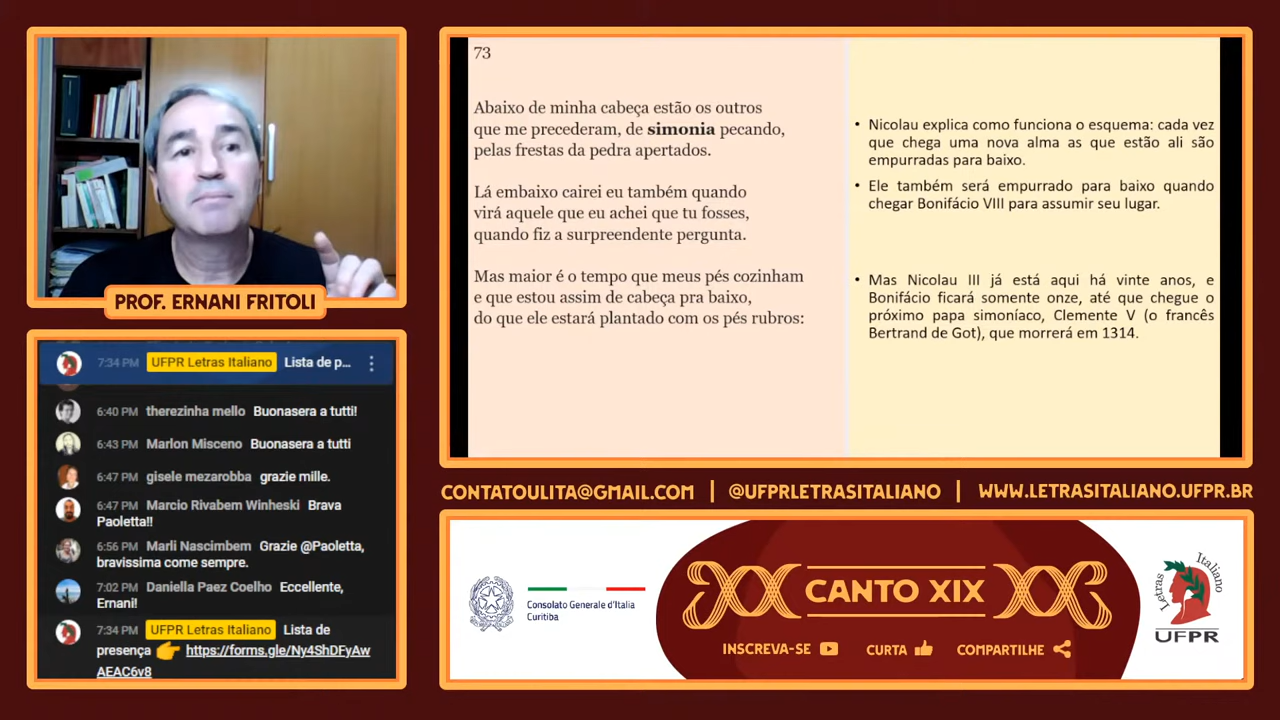 PROF. ERNANI FRITOLI
7:34 PM UFPR Letras Italiano Lista de p...
6:40 PM therezinha mello Buonasera a tutti!
6:43 PM Marlon Misceno Buonasera a tutti
6:47 PM gisele mezarobba grazie mille.
6:47 PM Marcio Rivabem Winheski Brava
Paoletta!!
6:56 PM Marli Nascimbem Grazie @Paoletta,
bravissima come sempre.
7:02 PM Daniella Paez Coelho Eccellente,
Ernani!
7:34 PM UFPR Letras Italiano Lista de
presença 👉 https://forms.gle/Ny4ShDFyAw
AEAC6v8
73
Abaixo de minha cabeça estão os outros
que me precederam, de simonia pecando,
pelas frestas da pedra apertados.
Lá embaixo cairei eu também quando
virá aquele que eu achei que tu fosses,
quando fiz a surpreendente pergunta.
Mas maior é o tempo que meus pés cozinham
e que estou assim de cabeça pra baixo,
do que ele estará plantado com os pés rubros:
• Nicolau explica como funciona o esquema: cada vez
que chega uma nova alma as que estão ali são
empurradas para baixo.
• Ele também será empurrado para baixo quando
chegar Bonifácio VIII para assumir seu lugar.
• Mas Nicolau III já está aqui há vinte anos, e
Bonifácio ficará somente onze, até que chegue o
próximo papa simoníaco, Clemente V (o francês
Bertrand de Got), que morrerá em 1314.
CONTATOULITA@GMAIL.COM | @UFPRLETRASITALIANO | WWW.LETRASITALIANO.UFPR.BR
Consolato Generale d'Italia
Curitiba
CANTO XIX
INSCREVA-SE CURTA COMPARTILHE
Letras Italiano
UFPR